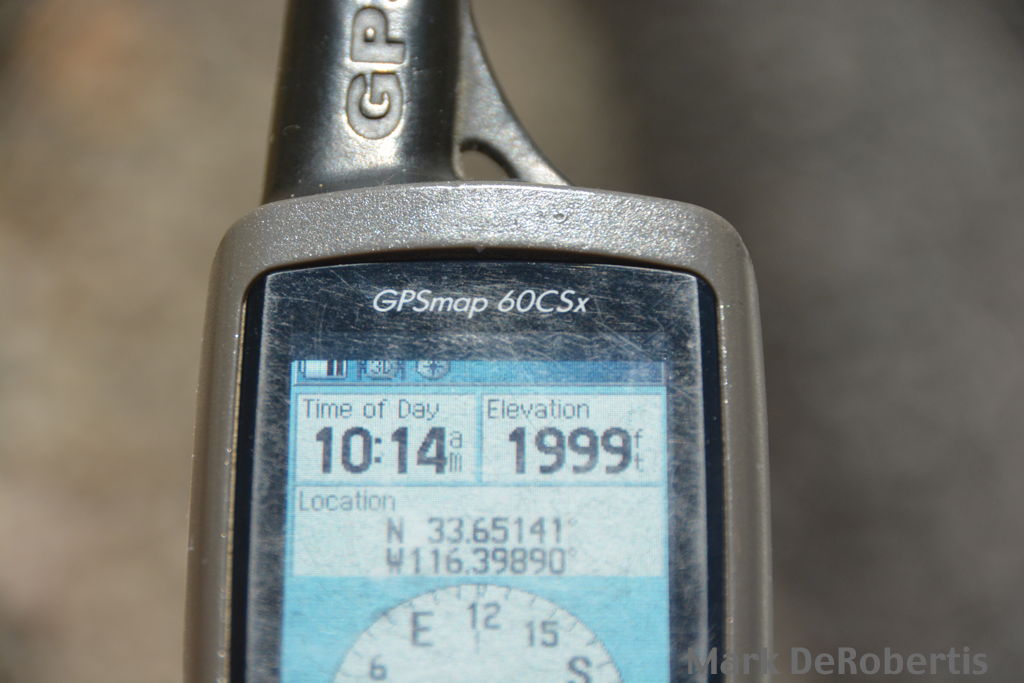 GPS
GPSmap 60CSx
3D
Time of Day
10:14am
Elevation
1999ft
Location
N 33.65141°
W116.39890°
6 E 12 15 S
Mark DeRobertis